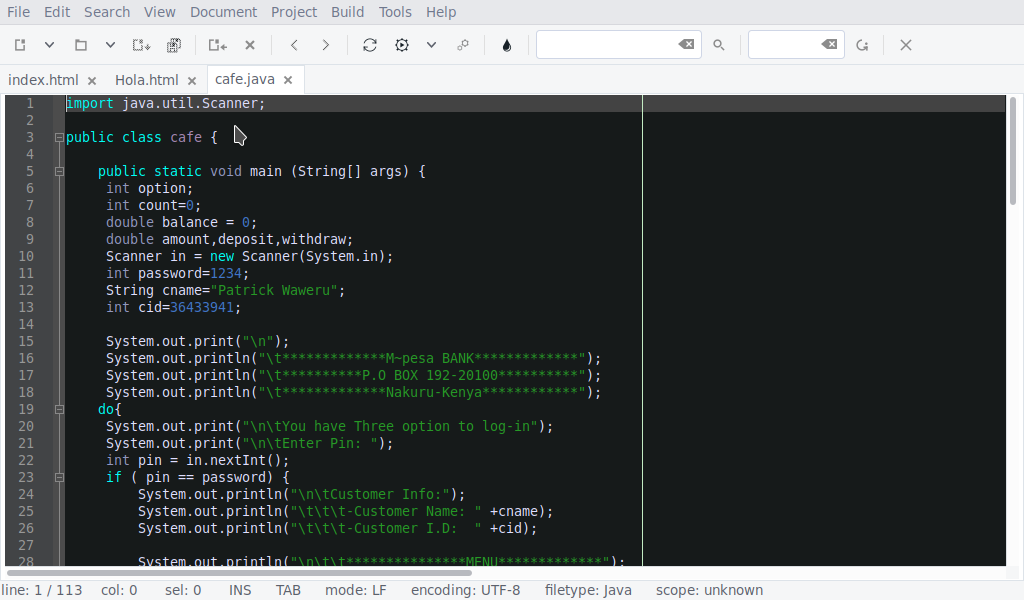 File Edit Search View Document Project Build Tools Help
index.html Hola.html cafe.java
1 import java.util.Scanner;
2
3 public class cafe {
4
5 public static void main (String[] args) {
6 int option;
7 int count=0;
8 double balance = 0;
9 double amount,deposit,withdraw;
10 Scanner in = new Scanner(System.in);
11 int password=1234;
12 String cname="Patrick Waweru";
13 int cid=36433941;
14
15 System.out.print("\n");
16 System.out.println("\t*************M~pesa BANK*************");
17 System.out.println("\t**********P.O BOX 192-20100**********");
18 System.out.println("\t*************Nakuru-Kenya************");
19 do{
20 System.out.print("\n\tYou have Three option to log-in");
21 System.out.print("\n\tEnter Pin: ");
22 int pin = in.nextInt();
23 if ( pin == password) {
24 System.out.println("\n\tCustomer Info:");
25 System.out.println("\t\t\t-Customer Name: " +cname);
26 System.out.println("\t\t\t-Customer I.D:  " +cid);
27
28 System.out.println("\n\t\t***************MENU*************");
line: 1 / 113 col: 0 sel: 0 INS TAB mode: LF encoding: UTF-8 filetype: Java scope: unknown